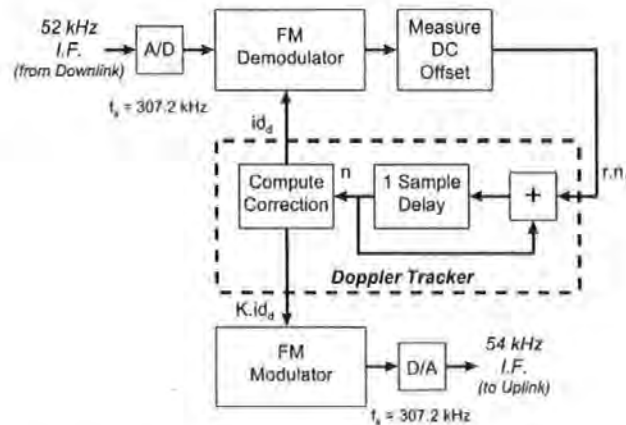 52 kHz
I.F.
(from Downlink)
A/D
FM
Demodulator
Measure
DC
Offset
fs = 307.2 kHz
idd
n
r.n
Compute
Correction
1 Sample
Delay
+
Doppler Tracker
K.idd
FM
Modulator
D/A
54 kHz
I.F.
(to Uplink)
fs = 307.2 kHz